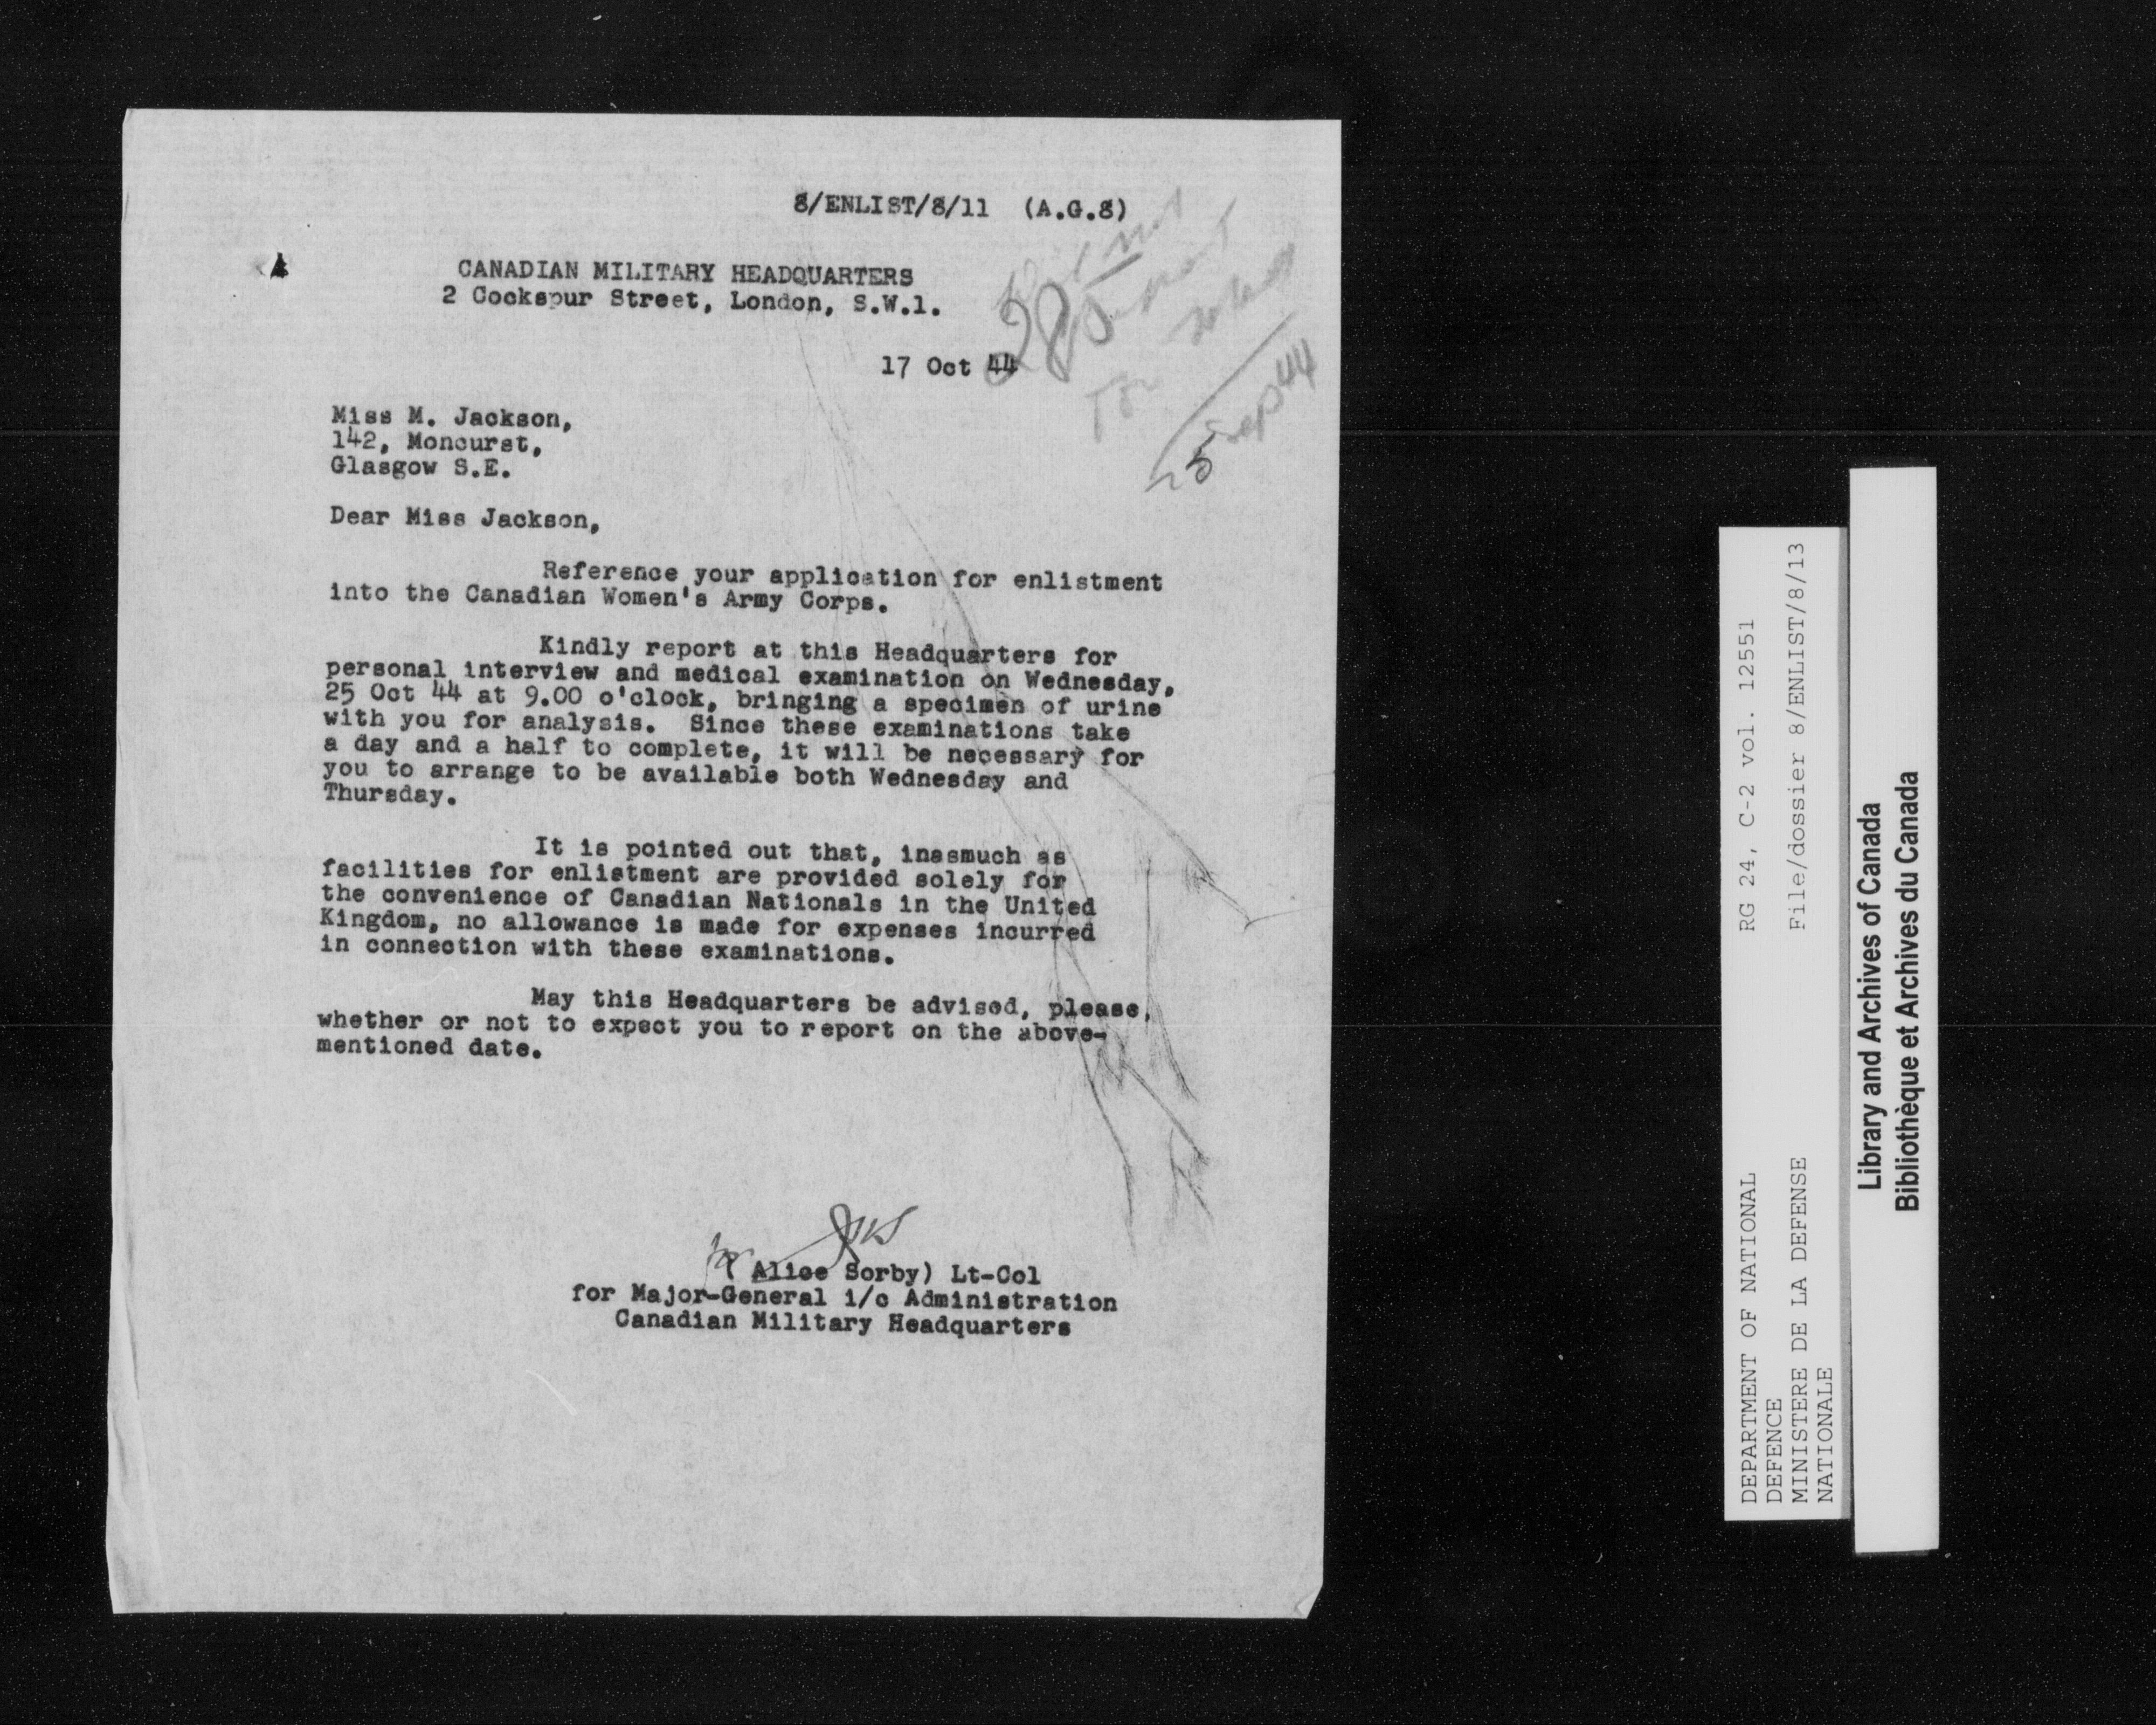 8/ENLIST/8/11 (A.G.8)
CANADIAN MILITARY HEADQUARTERS
2 Cockspur Street, London, S.W.1.
28
17 Oct 44
25 Sep 44
Miss M. Jackson,
142, Moncurst,
Glasgow S.E.
Dear Miss Jackson,
Reference your application for enlistment
into the Canadian Women's Army Corps.
Kindly report at this Headquarters for
personal interview and medical examination on Wednesday,
25 Oct 44 at 9.00 o'clock, bringing a specimen of urine
with you for analysis. Since these examinations take
a day and a half to complete, it will be necessary for
you to arrange to be available both Wednesday and
Thursday.
It is pointed out that, inasmuch as
facilities for enlistment are provided solely for
the convenience of Canadian Nationals in the United
Kingdom, no allowance is made for expenses incurred
in connection with these examinations.
May this Headquarters be advised, please,
whether or not to expect you to report on the above-
mentioned date.
for
(Alice Sorby) Lt-Col
for Major-General i/c Administration
Canadian Military Headquarters
DEPARTMENT OF NATIONAL
DEFENCE
MINISTERE DE LA DEFENSE
NATIONALE
RG 24, C-2 vol. 12551
File/dossier 8/ENLIST/8/13
Library and Archives of Canada
Bibliothèque et Archives du Canada